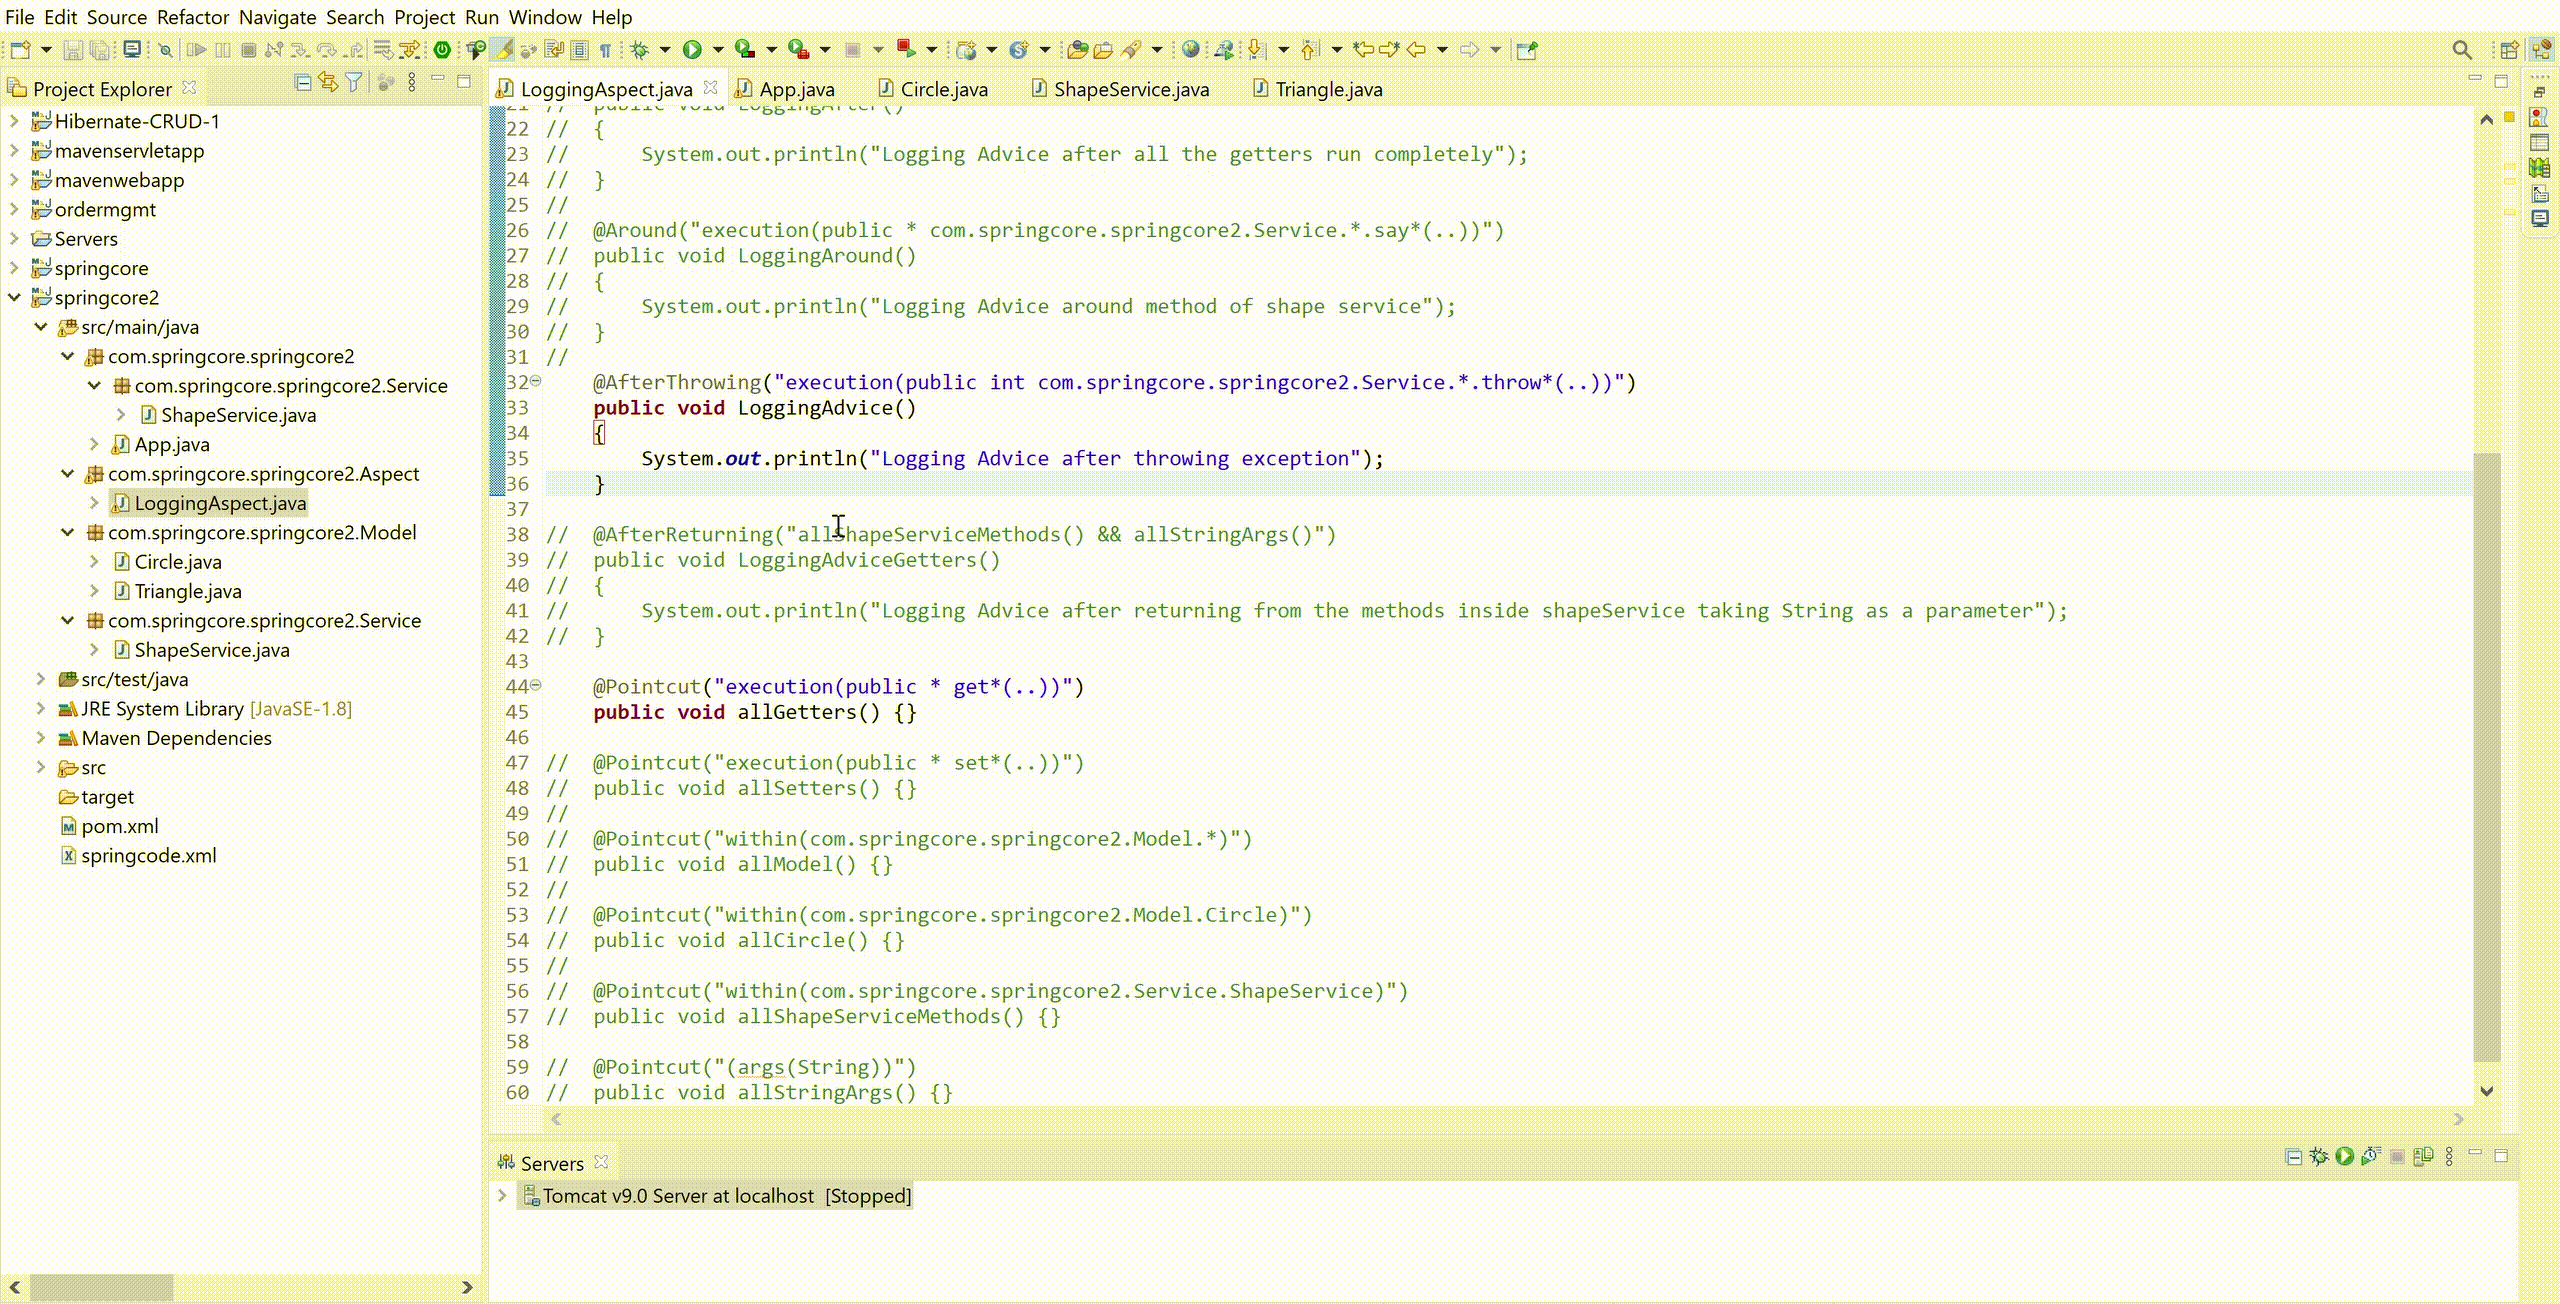 File Edit Source Refactor Navigate Search Project Run Window Help
Project Explorer
Hibernate-CRUD-1
mavenservletapp
mavenwebapp
ordermgmt
Servers
springcore
springcore2
src/main/java
com.springcore.springcore2
com.springcore.springcore2.Service
ShapeService.java
App.java
com.springcore.springcore2.Aspect
LoggingAspect.java
com.springcore.springcore2.Model
Circle.java
Triangle.java
com.springcore.springcore2.Service
ShapeService.java
src/test/java
JRE System Library [JavaSE-1.8]
Maven Dependencies
src
target
pom.xml
springcode.xml
LoggingAspect.java App.java Circle.java ShapeService.java Triangle.java
21 // public void LoggingAfter()
22 // {
23 // System.out.println("Logging Advice after all the getters run completely");
24 // }
25 //
26 // @Around("execution(public * com.springcore.springcore2.Service.*.say*(..))")
27 // public void LoggingAround()
28 // {
29 // System.out.println("Logging Advice around method of shape service");
30 // }
31 //
32 @AfterThrowing("execution(public int com.springcore.springcore2.Service.*.throw*(..))")
33 public void LoggingAdvice()
34 {
35 System.out.println("Logging Advice after throwing exception");
36 }
37
38 // @AfterReturning("allShapeServiceMethods() && allStringArgs()")
39 // public void LoggingAdviceGetters()
40 // {
41 // System.out.println("Logging Advice after returning from the methods inside shapeService taking String as a parameter");
42 // }
43
44 @Pointcut("execution(public * get*(..))")
45 public void allGetters() {}
46
47 // @Pointcut("execution(public * set*(..))")
48 // public void allSetters() {}
49 //
50 // @Pointcut("within(com.springcore.springcore2.Model.*)")
51 // public void allModel() {}
52 //
53 // @Pointcut("within(com.springcore.springcore2.Model.Circle)")
54 // public void allCircle() {}
55 //
56 // @Pointcut("within(com.springcore.springcore2.Service.ShapeService)")
57 // public void allShapeServiceMethods() {}
58
59 // @Pointcut("(args(String))")
60 // public void allStringArgs() {}
Servers
Tomcat v9.0 Server at localhost [Stopped]